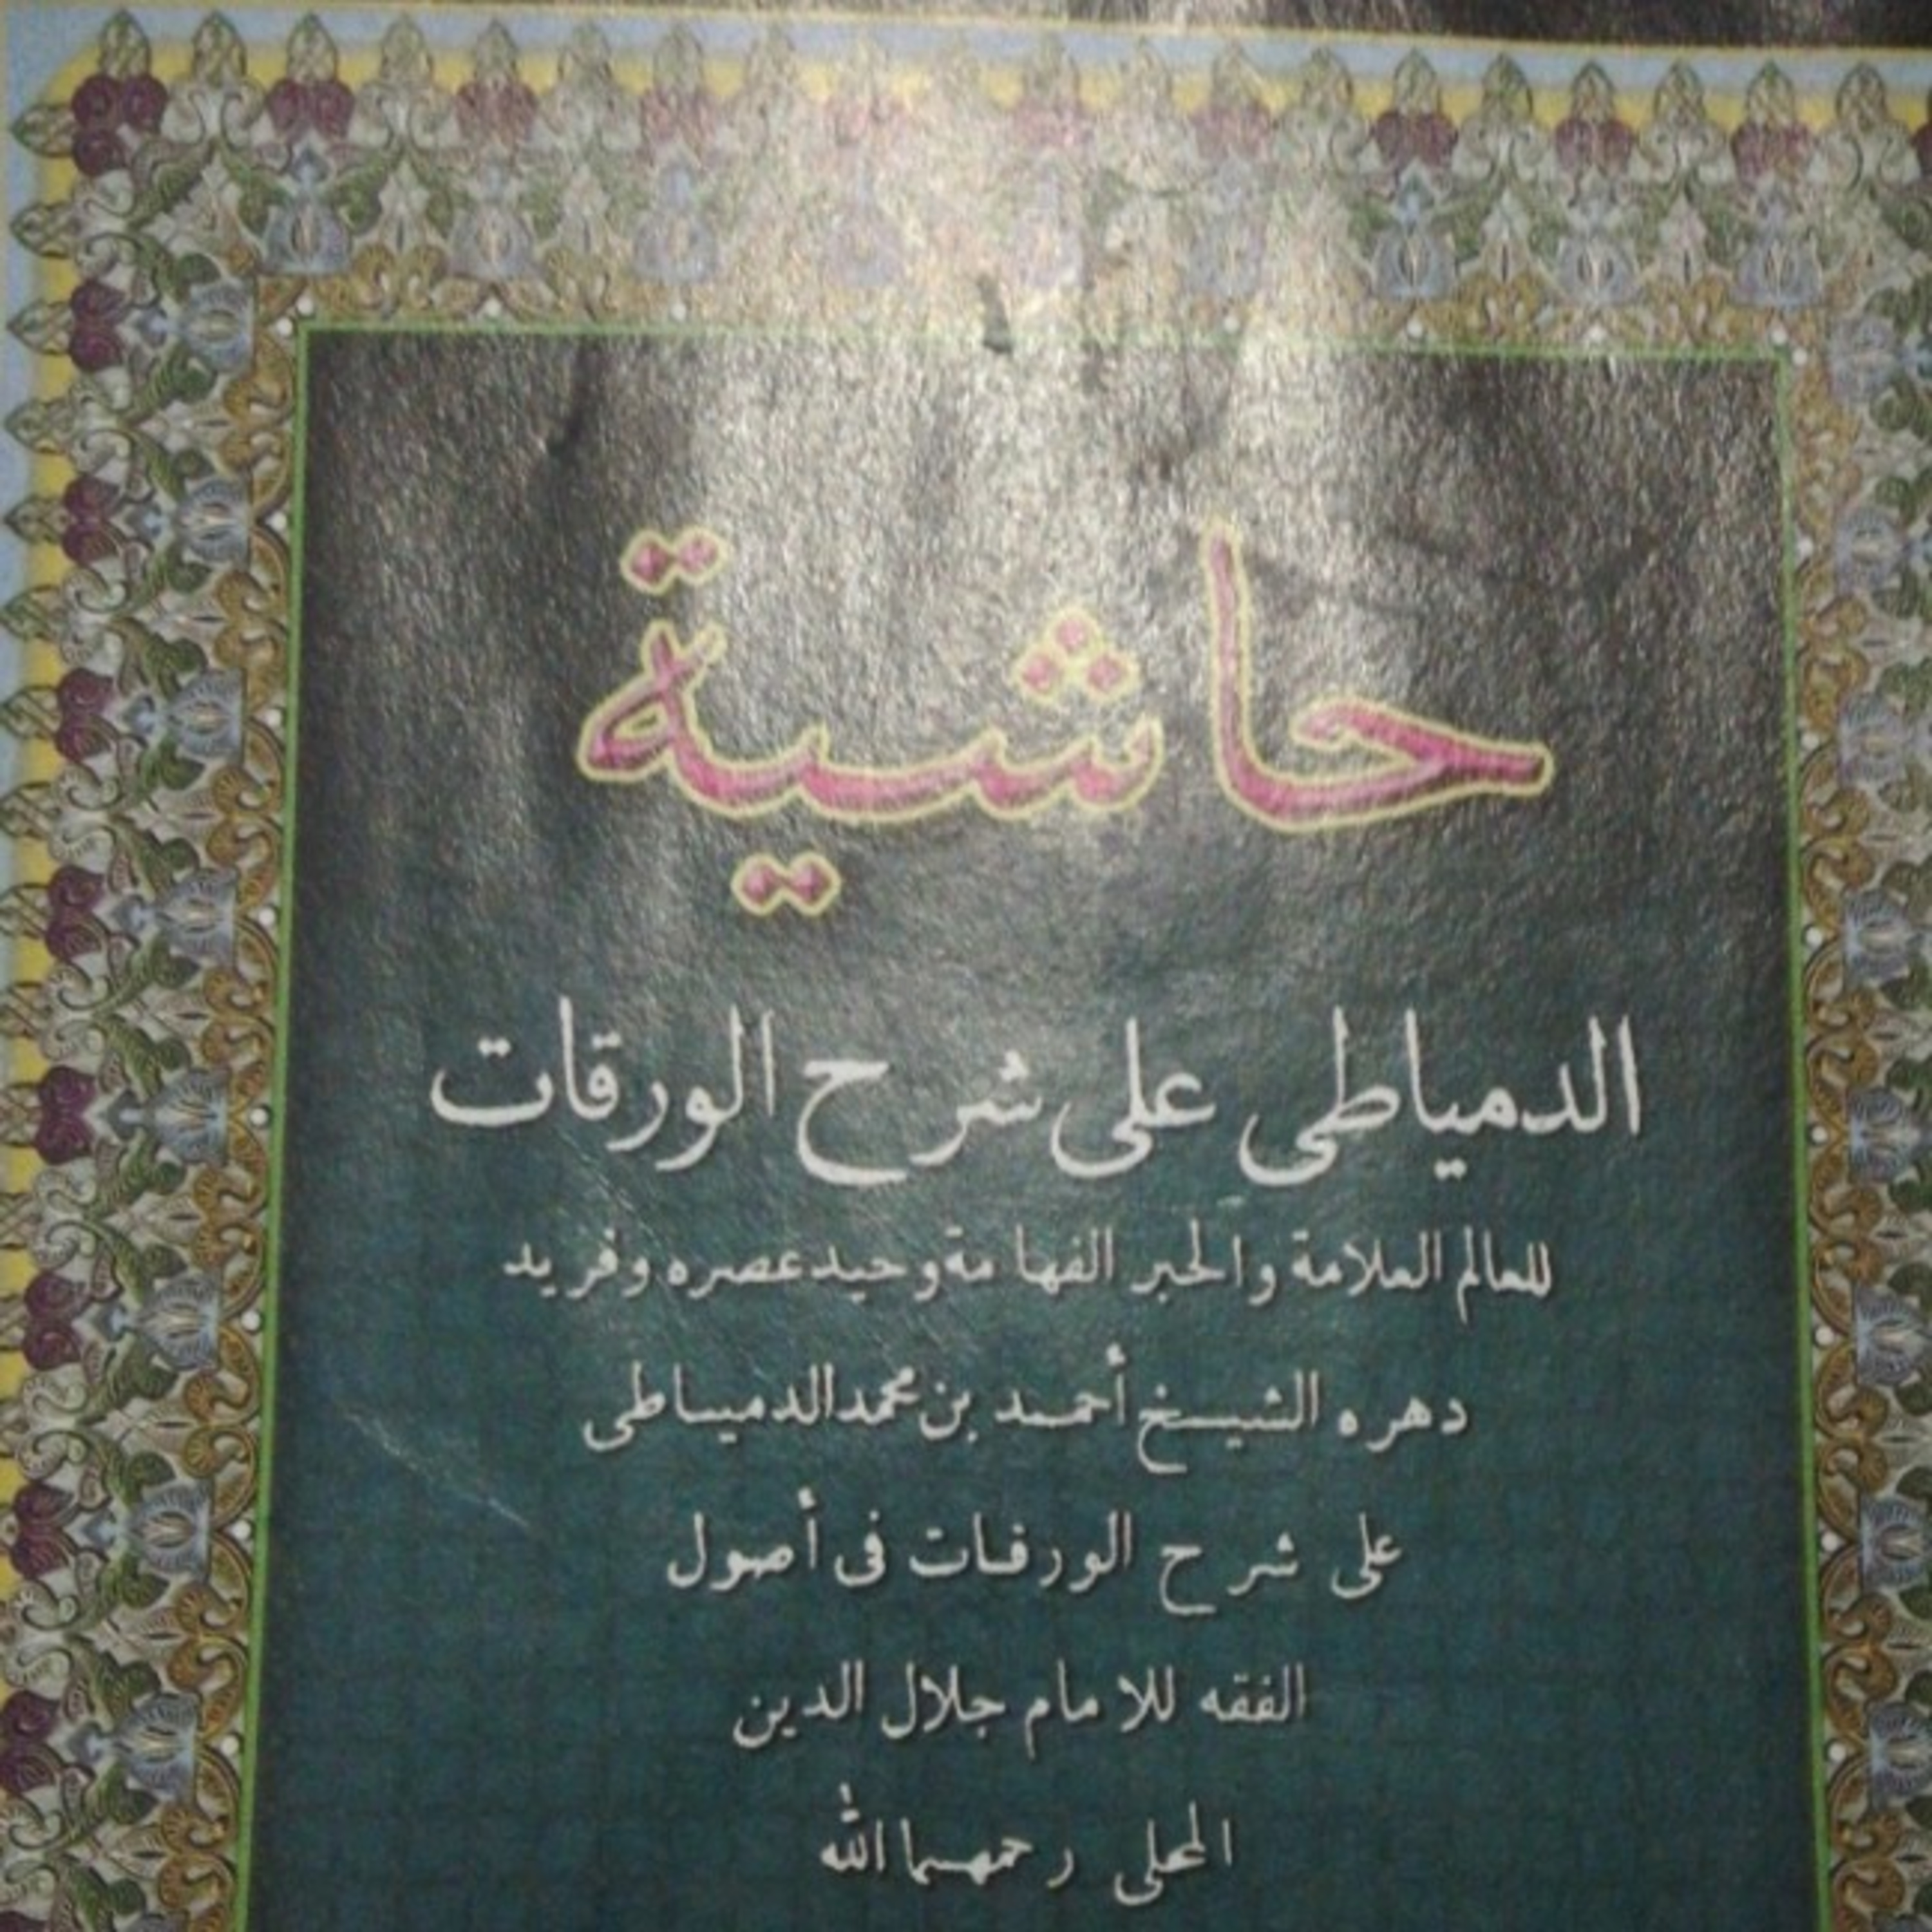 حاشية
الدمياطى على شرح الورقات
للعالم العلامة والحبر الفهامة وحيد عصره وفريد
دهره الشيخ أحمد بن محمد الدمياطى
على شرح الورقات فى أصول
الفقه للامام جلال الدين
المحلى رحمهما الله